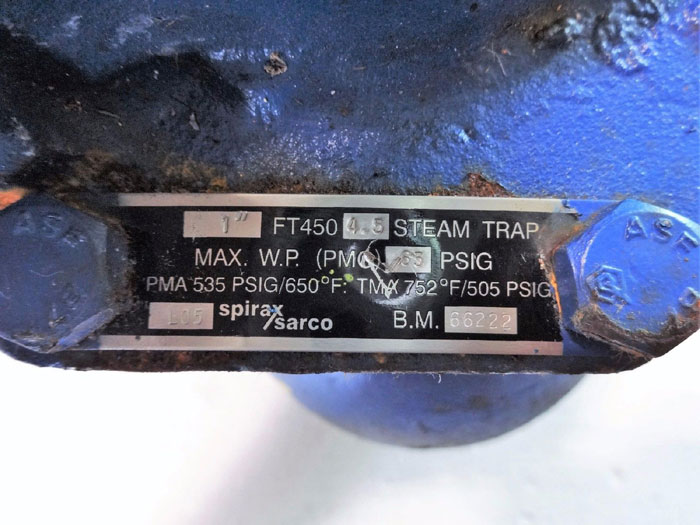 1" FT450 4.5 STEAM TRAP
MAX. W.P. (PMO) 65 PSIG
PMA 535 PSIG/650°F: TMA 752°F/505 PSIG
L05 spirax/sarco B.M. 66222